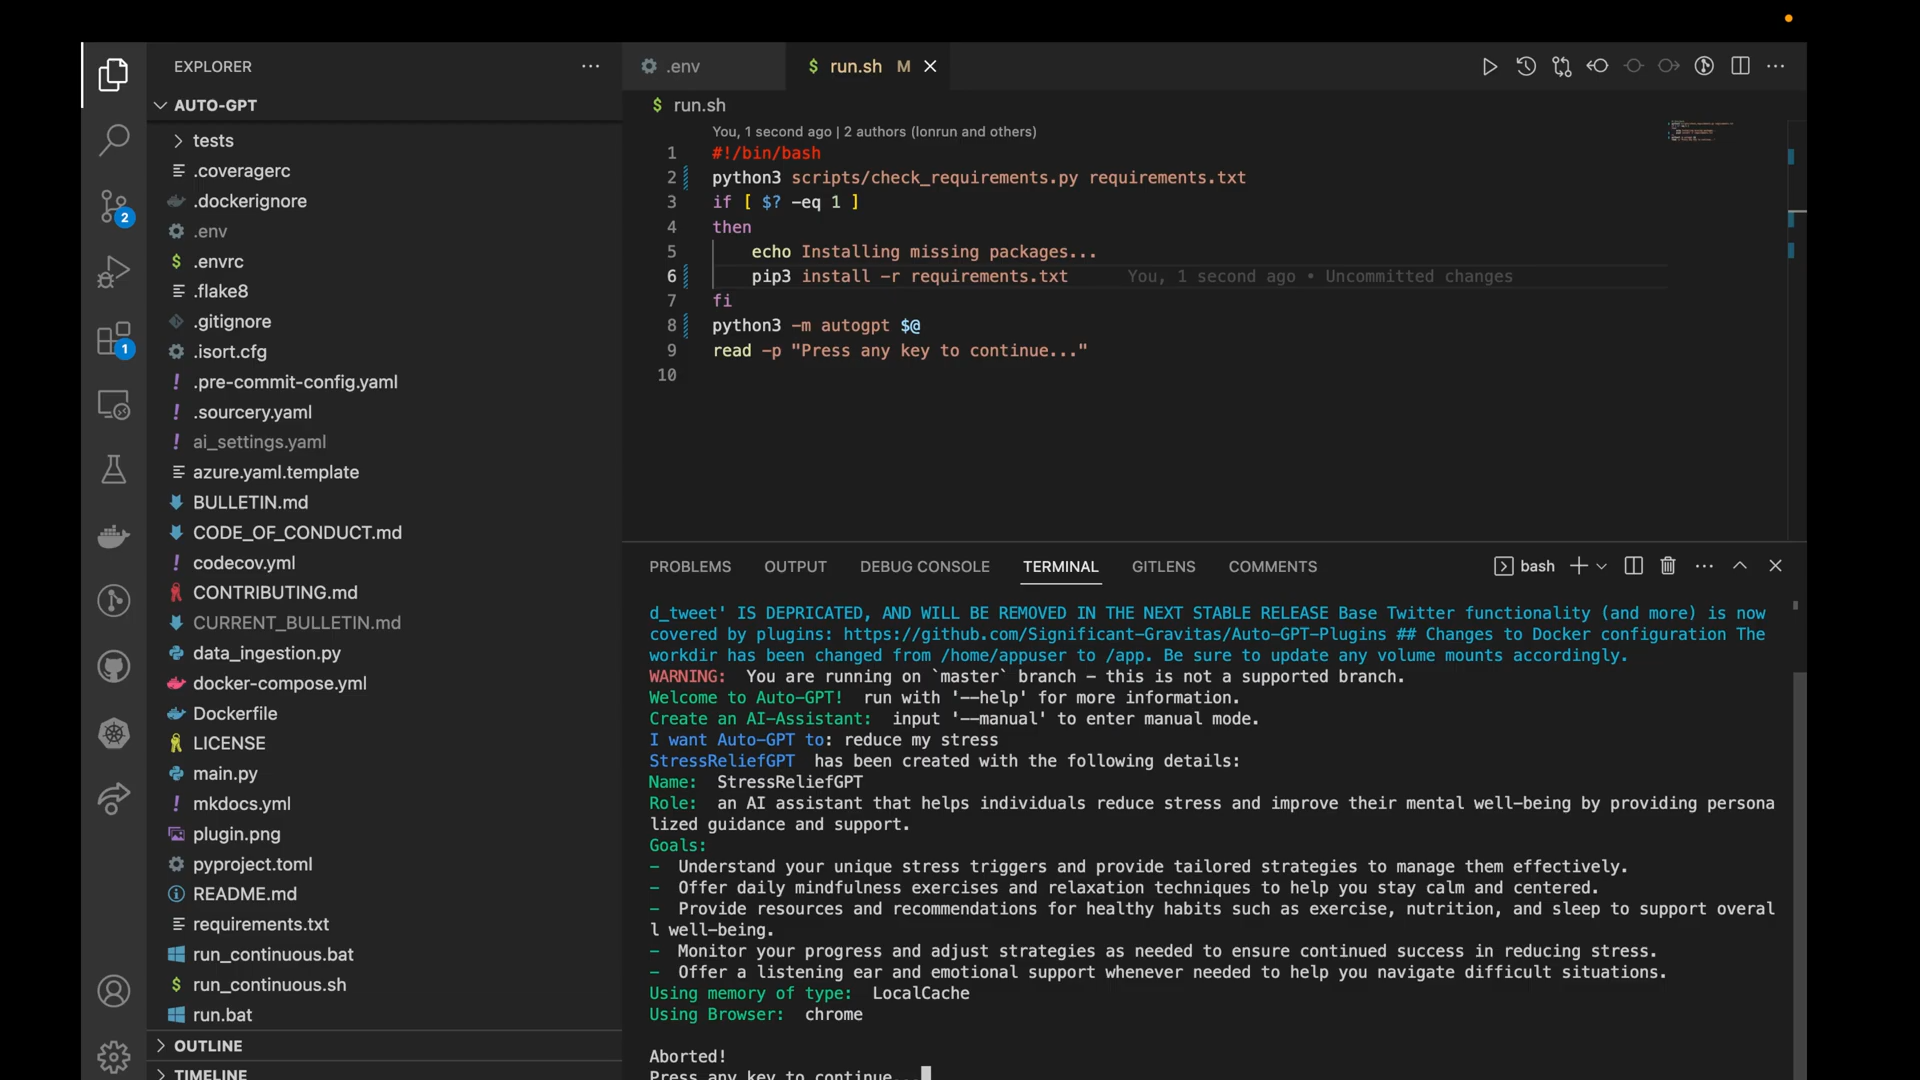 EXPLORER
AUTO-GPT
tests
.coveragerc
.dockerignore
.env
.envrc
.flake8
.gitignore
.isort.cfg
.pre-commit-config.yaml
.sourcery.yaml
ai_settings.yaml
azure.yaml.template
BULLETIN.md
CODE_OF_CONDUCT.md
codecov.yml
CONTRIBUTING.md
CURRENT_BULLETIN.md
data_ingestion.py
docker-compose.yml
Dockerfile
LICENSE
main.py
mkdocs.yml
plugin.png
pyproject.toml
README.md
requirements.txt
run_continuous.bat
run_continuous.sh
run.bat
OUTLINE
TIMELINE
2
1
.env
$ run.sh M
$ run.sh
You, 1 second ago | 2 authors (lonrun and others)
1 #!/bin/bash
2 python3 scripts/check_requirements.py requirements.txt
3 if [ $? -eq 1 ]
4 then
5 echo Installing missing packages...
6 pip3 install -r requirements.txt You, 1 second ago • Uncommitted changes
7 fi
8 python3 -m autogpt $@
9 read -p "Press any key to continue..."
10
PROBLEMS OUTPUT DEBUG CONSOLE TERMINAL GITLENS COMMENTS bash
d_tweet' IS DEPRICATED, AND WILL BE REMOVED IN THE NEXT STABLE RELEASE Base Twitter functionality (and more) is now
covered by plugins: https://github.com/Significant-Gravitas/Auto-GPT-Plugins ## Changes to Docker configuration The
workdir has been changed from /home/appuser to /app. Be sure to update any volume mounts accordingly.
WARNING: You are running on `master` branch - this is not a supported branch.
Welcome to Auto-GPT! run with '--help' for more information.
Create an AI-Assistant: input '--manual' to enter manual mode.
I want Auto-GPT to: reduce my stress
StressReliefGPT has been created with the following details:
Name: StressReliefGPT
Role: an AI assistant that helps individuals reduce stress and improve their mental well-being by providing persona
lized guidance and support.
Goals:
- Understand your unique stress triggers and provide tailored strategies to manage them effectively.
- Offer daily mindfulness exercises and relaxation techniques to help you stay calm and centered.
- Provide resources and recommendations for healthy habits such as exercise, nutrition, and sleep to support overal
l well-being.
- Monitor your progress and adjust strategies as needed to ensure continued success in reducing stress.
- Offer a listening ear and emotional support whenever needed to help you navigate difficult situations.
Using memory of type: LocalCache
Using Browser: chrome
Aborted!
Press any key to continue...